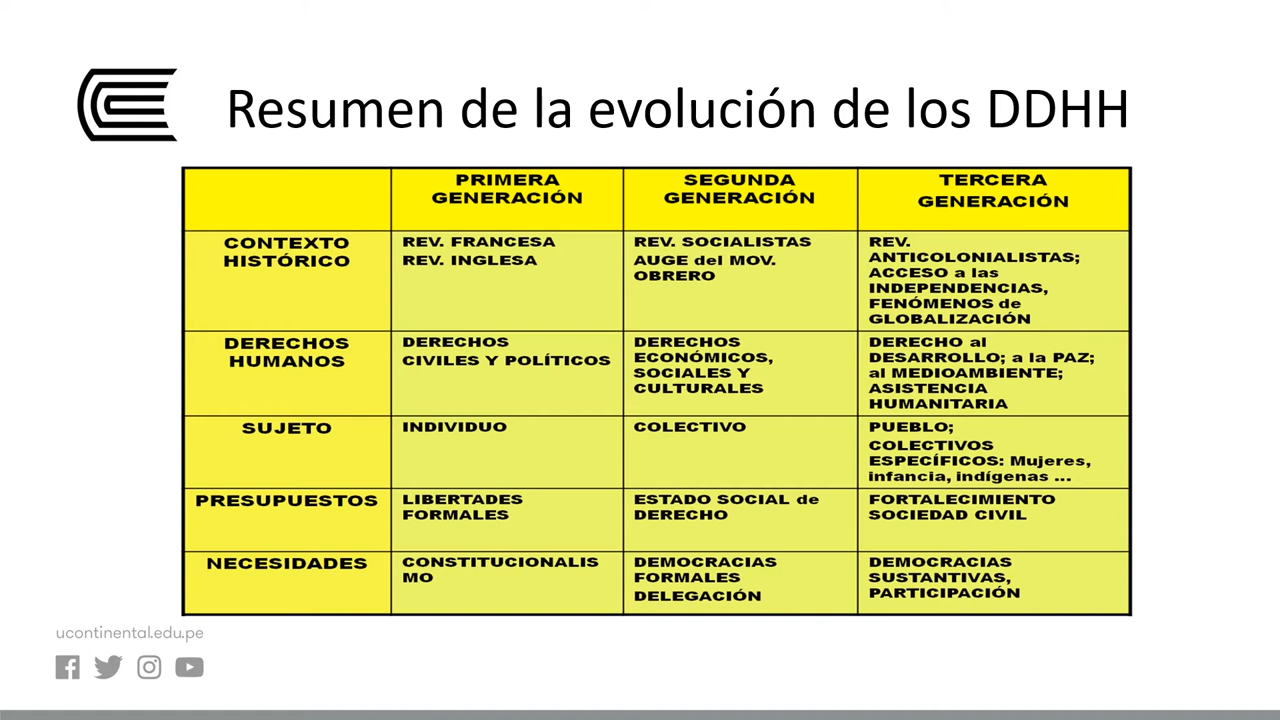 Resumen de la evolución de los DDHH
PRIMERA
GENERACIÓN
SEGUNDA
GENERACIÓN
TERCERA
GENERACIÓN
CONTEXTO
HISTÓRICO
REV. FRANCESA
REV. INGLESA
REV. SOCIALISTAS
AUGE del MOV.
OBRERO
REV.
ANTICOLONIALISTAS;
ACCESO a las
INDEPENDENCIAS,
FENÓMENOS de
GLOBALIZACIÓN
DERECHOS
HUMANOS
DERECHOS
CIVILES Y POLÍTICOS
DERECHOS
ECONÓMICOS,
SOCIALES Y
CULTURALES
DERECHO al
DESARROLLO; a la PAZ;
al MEDIOAMBIENTE;
ASISTENCIA
HUMANITARIA
SUJETO
INDIVIDUO
COLECTIVO
PUEBLO;
COLECTIVOS
ESPECÍFICOS: Mujeres,
infancia, indígenas ...
PRESUPUESTOS
LIBERTADES
FORMALES
ESTADO SOCIAL de
DERECHO
FORTALECIMIENTO
SOCIEDAD CIVIL
NECESIDADES
CONSTITUCIONALIS
MO
DEMOCRACIAS
FORMALES
DELEGACIÓN
DEMOCRACIAS
SUSTANTIVAS,
PARTICIPACIÓN
ucontinental.edu.pe